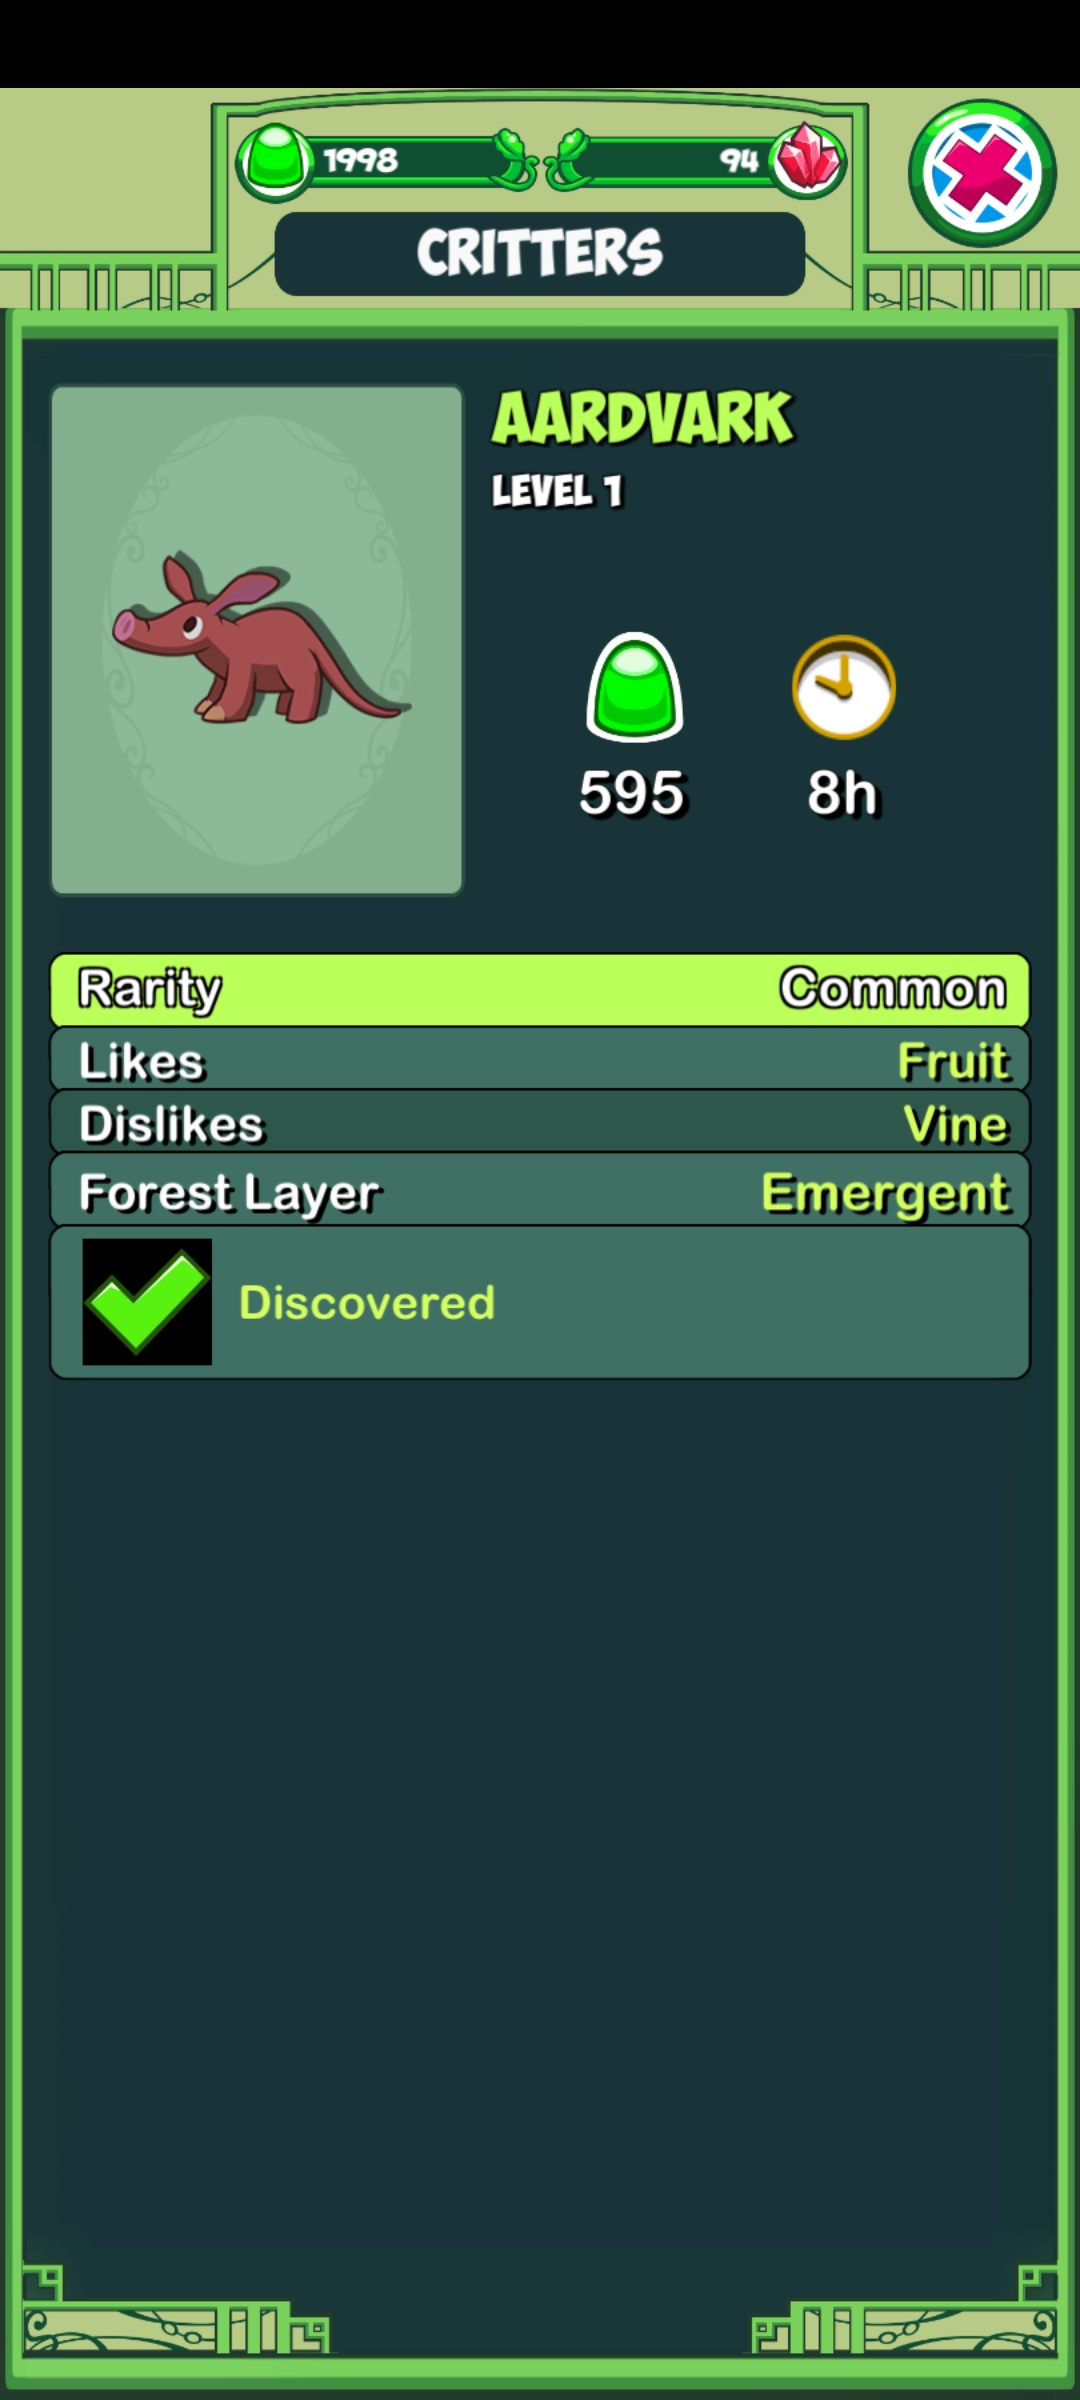 1998
94
CRITTERS
AARDVARK
LEVEL 1
595
8h
Rarity Common
Likes Fruit
Dislikes Vine
Forest Layer Emergent
Discovered